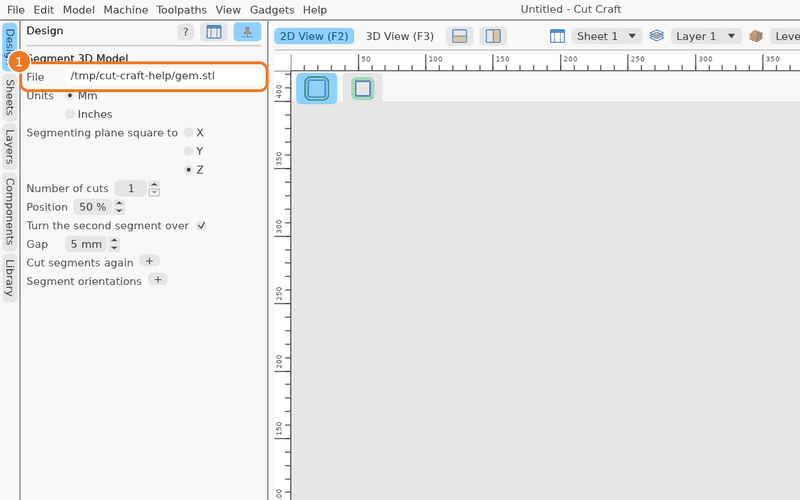 File Edit Model Machine Toolpaths View Gadgets Help Untitled - Cut Craft
Design ?
2D View (F2) 3D View (F3) Sheet 1 Layer 1 Leve
Segment 3D Model
1
File /tmp/cut-craft-help/gem.stl
Units Mm
Inches
Segmenting plane square to X
Y
Z
Number of cuts 1
Position 50 %
Turn the second segment over
Gap 5 mm
Cut segments again +
Segment orientations +
Sheets
Layers
Components
Library
50 100 150 200 250 300 350
400
350
300
250
200
150